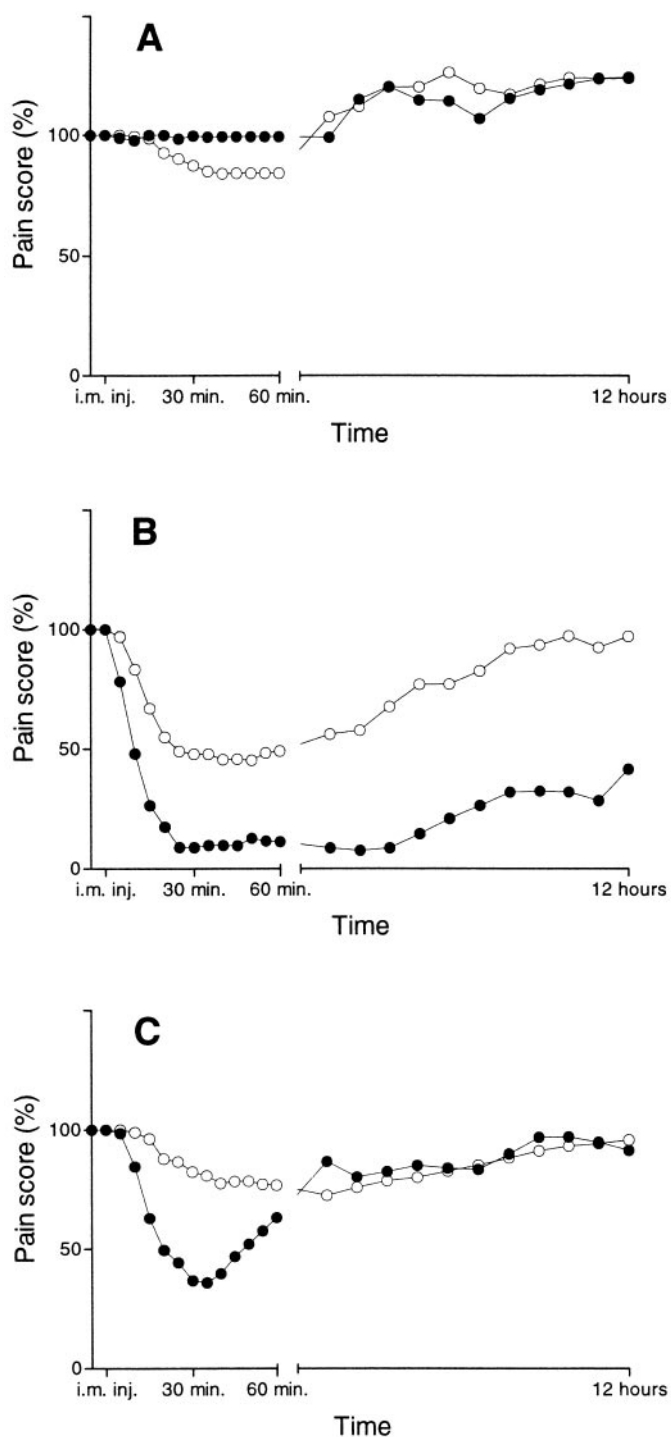 A
Pain score (%)
100
50
0
i.m. inj. 30 min. 60 min. 12 hours
Time
B
Pain score (%)
100
50
0
i.m. inj. 30 min. 60 min. 12 hours
Time
C
Pain score (%)
100
50
0
i.m. inj. 30 min. 60 min. 12 hours
Time